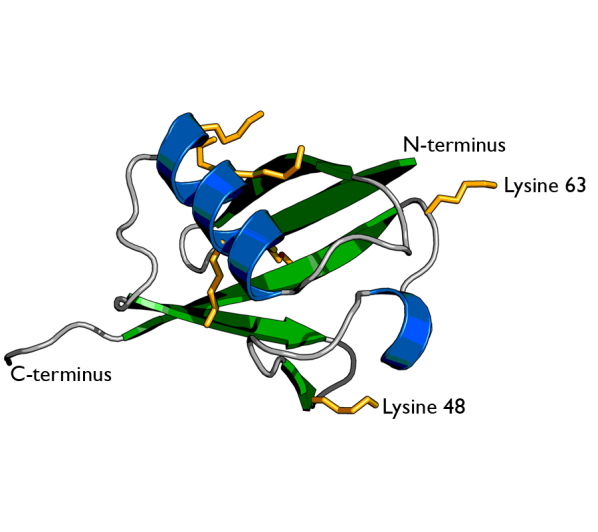 N-terminus
Lysine 63
C-terminus
Lysine 48